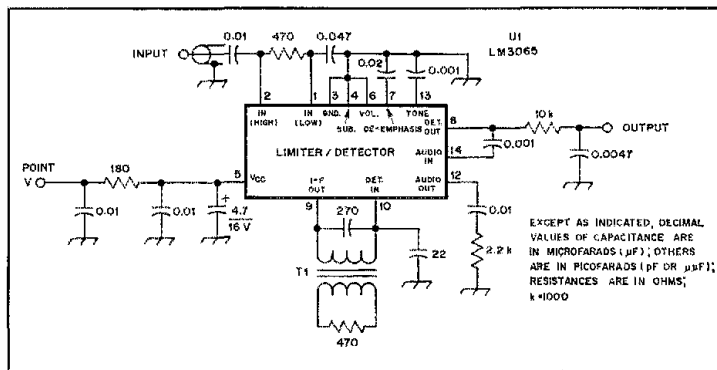 INPUT
0.01
470
0.047
U1
LM3065
0.02
0.001
2
1
3
4
6
7
13
IN
(HIGH)
IN
(LOW)
GND.
SUB.
VOL.
DE-EMPHASIS
TONE
DET.
OUT
8
10k
OUTPUT
0.001
0.0047
AUDIO
IN
14
LIMITER / DETECTOR
POINT
V
180
5
VCC
AUDIO
OUT
12
I-F
OUT
DET.
IN
9
10
0.01
0.01
4.7
16 V
+
270
22
0.01
2.2k
T1
470
EXCEPT AS INDICATED, DECIMAL
VALUES OF CAPACITANCE ARE
IN MICROFARADS (µF); OTHERS
ARE IN PICOFARADS (pF OR µµF);
RESISTANCES ARE IN OHMS;
k=1000